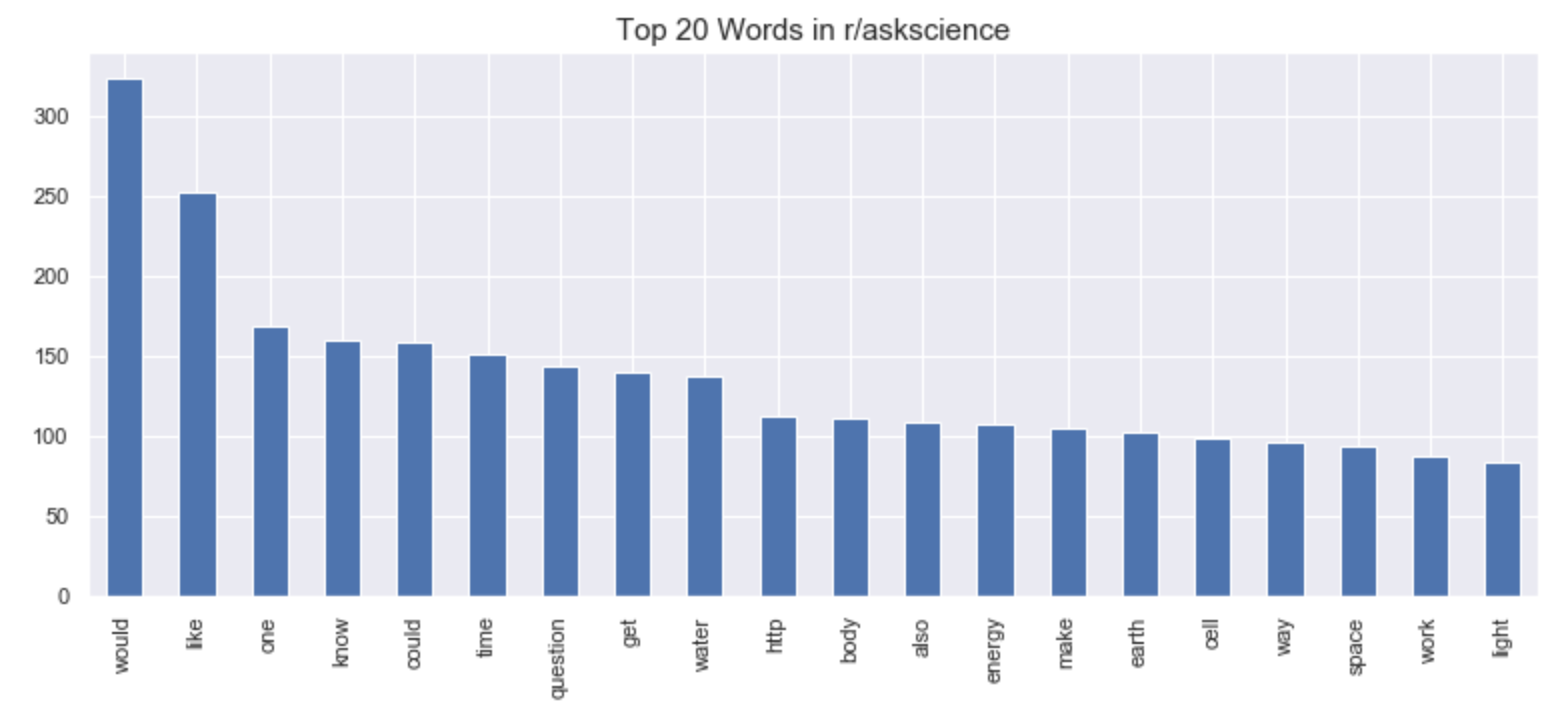 Top 20 Words in r/askscience
300
250
200
150
100
50
0
would
like
one
know
could
time
question
get
water
http
body
also
energy
make
earth
cell
way
space
work
light